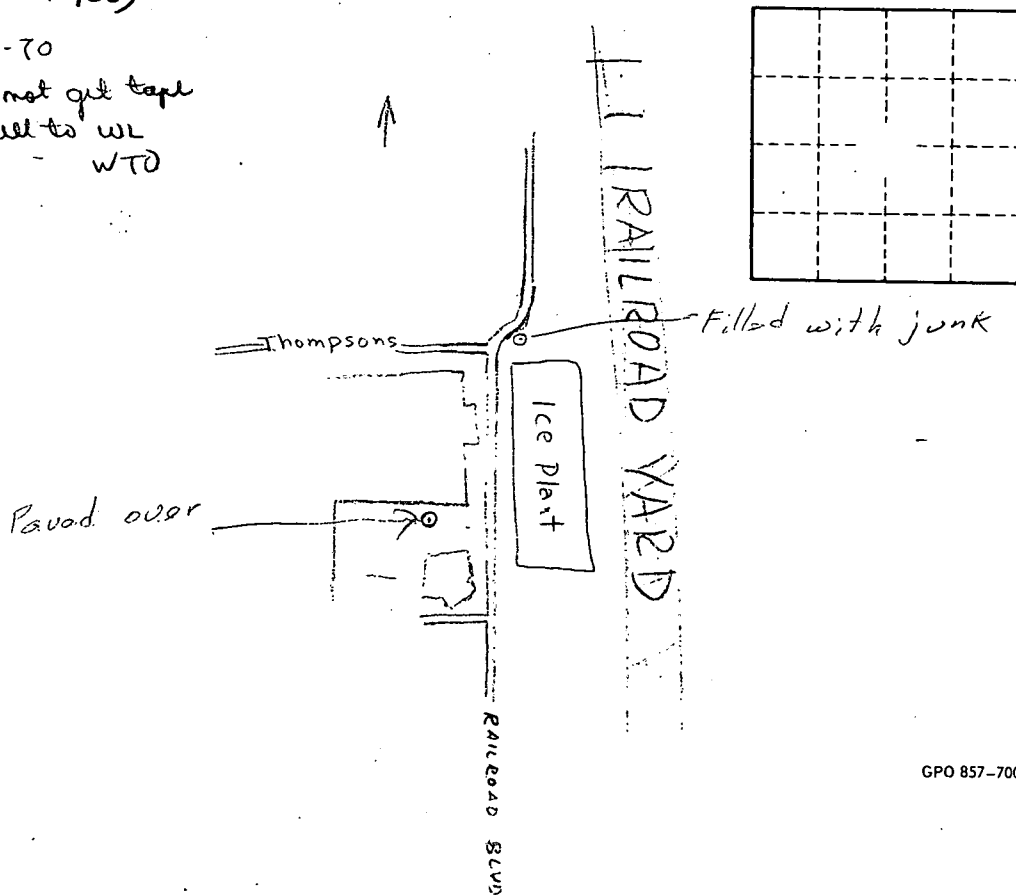 -70
not get tape
well to WL
- WTO
RAILROAD YARD
Filled with junk
Thompsons
Ice Plant
Paved over
GPO 857-700
RAILROAD BLVD